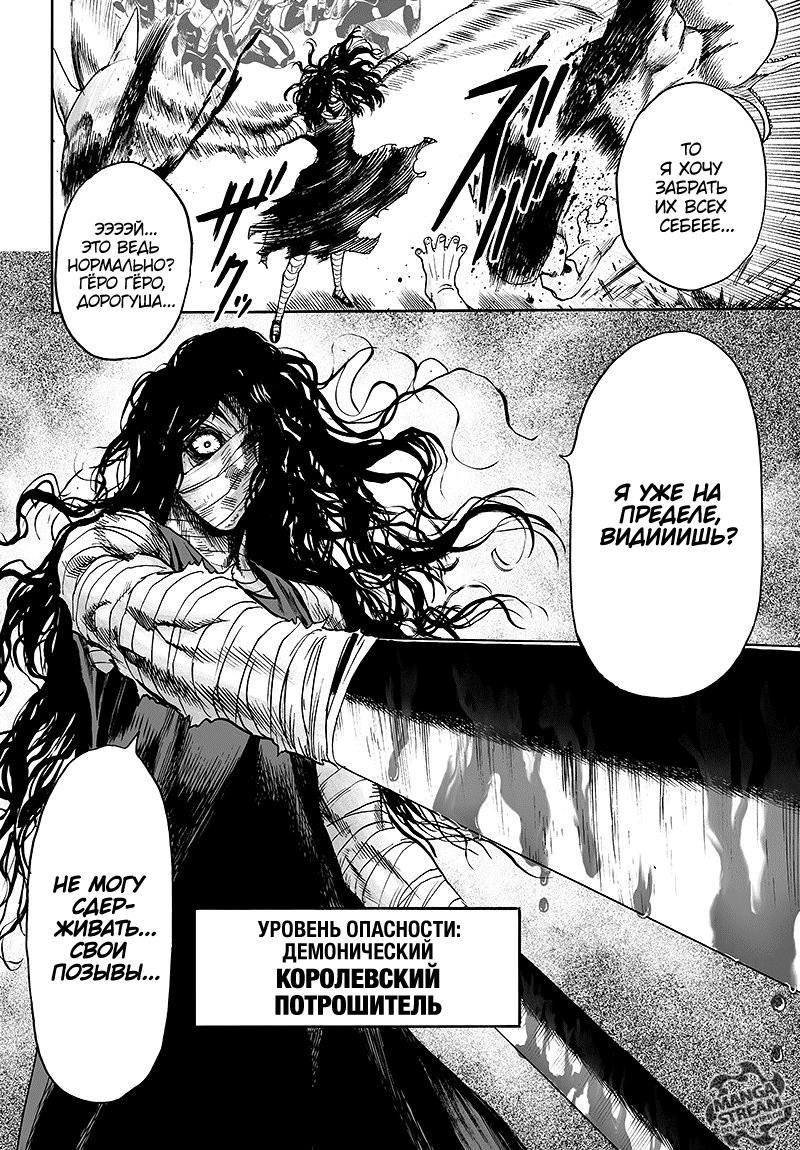 ТО
Я ХОЧУ
ЗАБРАТЬ
ИХ ВСЕХ
СЕБЕЕЕ...
ЭЭЭЭЙ...
ЭТО ВЕДЬ
НОРМАЛЬНО?
ГЁРО ГЁРО,
ДОРОГУША...
Я УЖЕ НА
ПРЕДЕЛЕ,
ВИДИИИШЬ?
НЕ МОГУ
СДЕР-
ЖИВАТЬ...
СВОИ
ПОЗЫВЫ...
УРОВЕНЬ ОПАСНОСТИ:
ДЕМОНИЧЕСКИЙ
КОРОЛЕВСКИЙ
ПОТРОШИТЕЛЬ
MANGA
STREAM